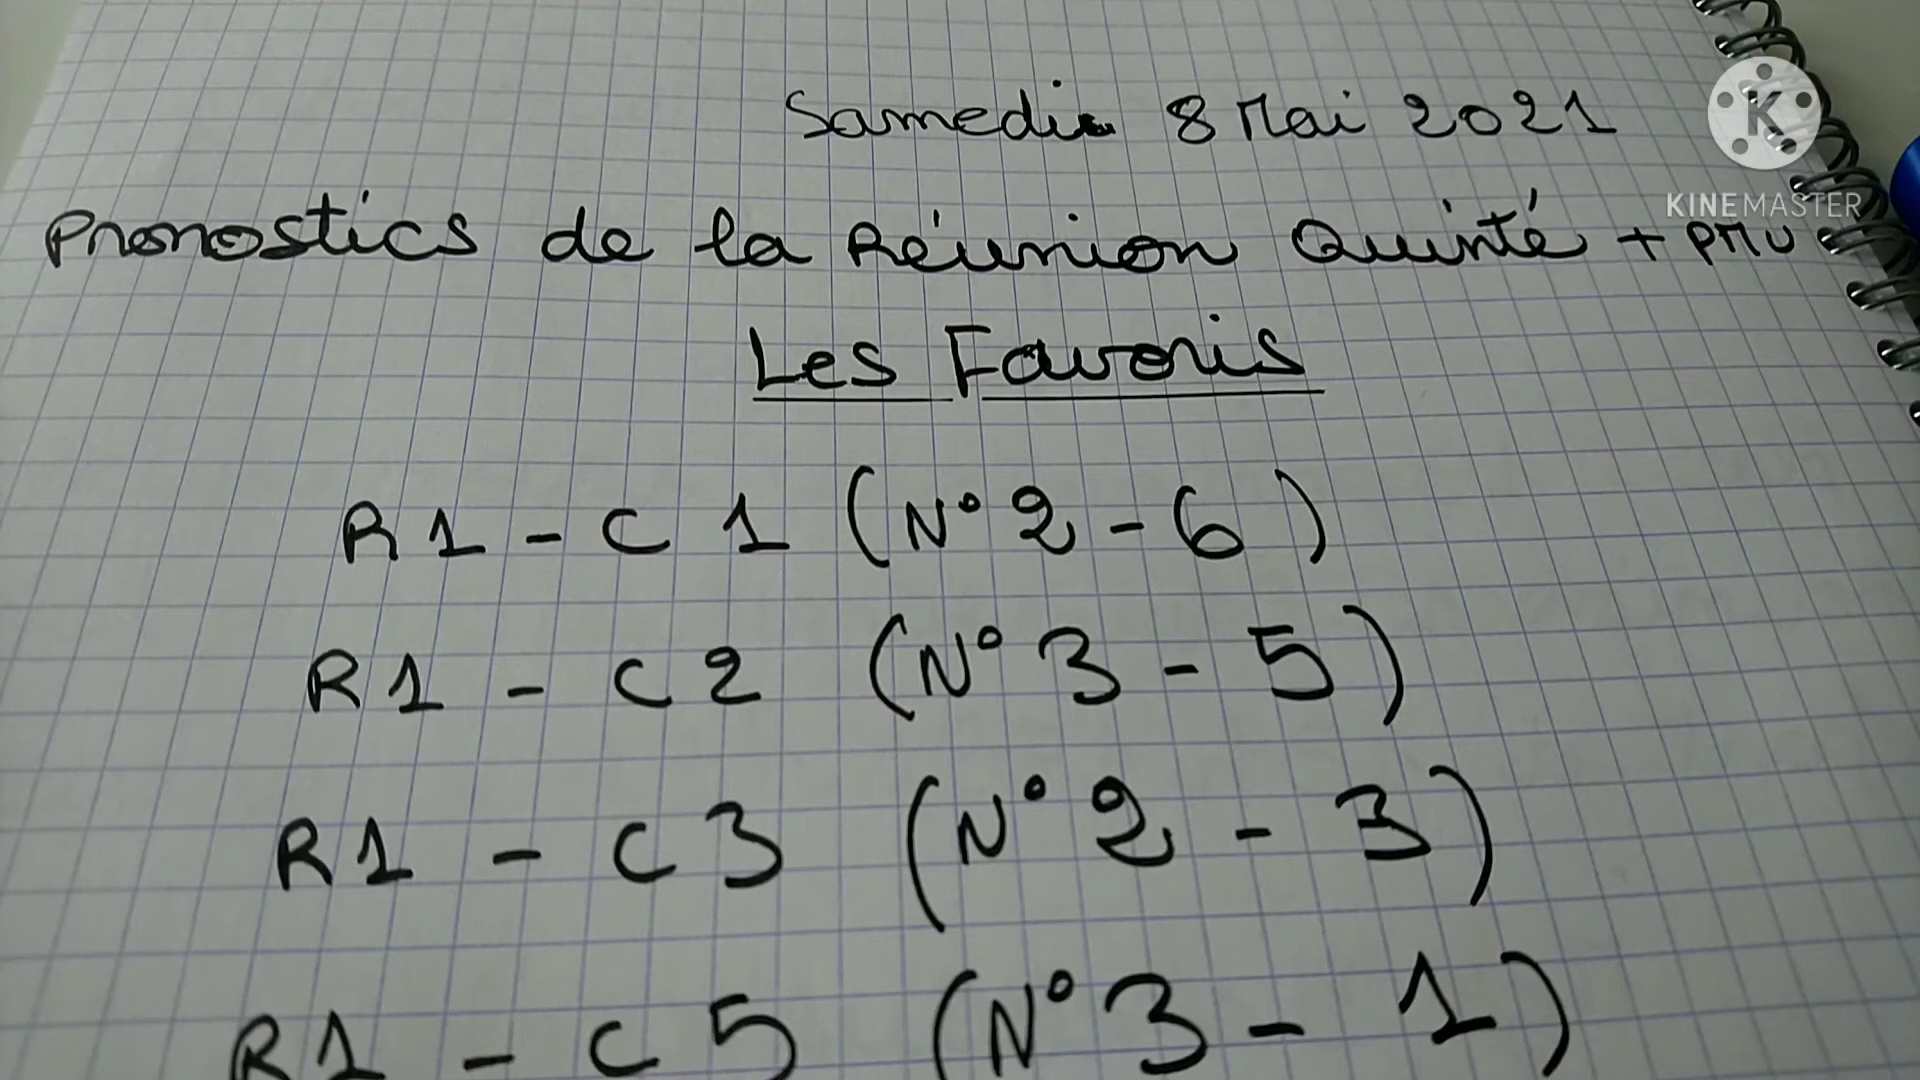 Samedi 8 Mai 2021
K
KINEMASTER
Pronostics de la Réunion Quinté + PMU
Les Favoris
R1 - C1 (N° 2 - 6)
R1 - C2 (N° 3 - 5)
R1 - C3 (N° 2 - 3)
R1 - C5 (N° 3 - 1)